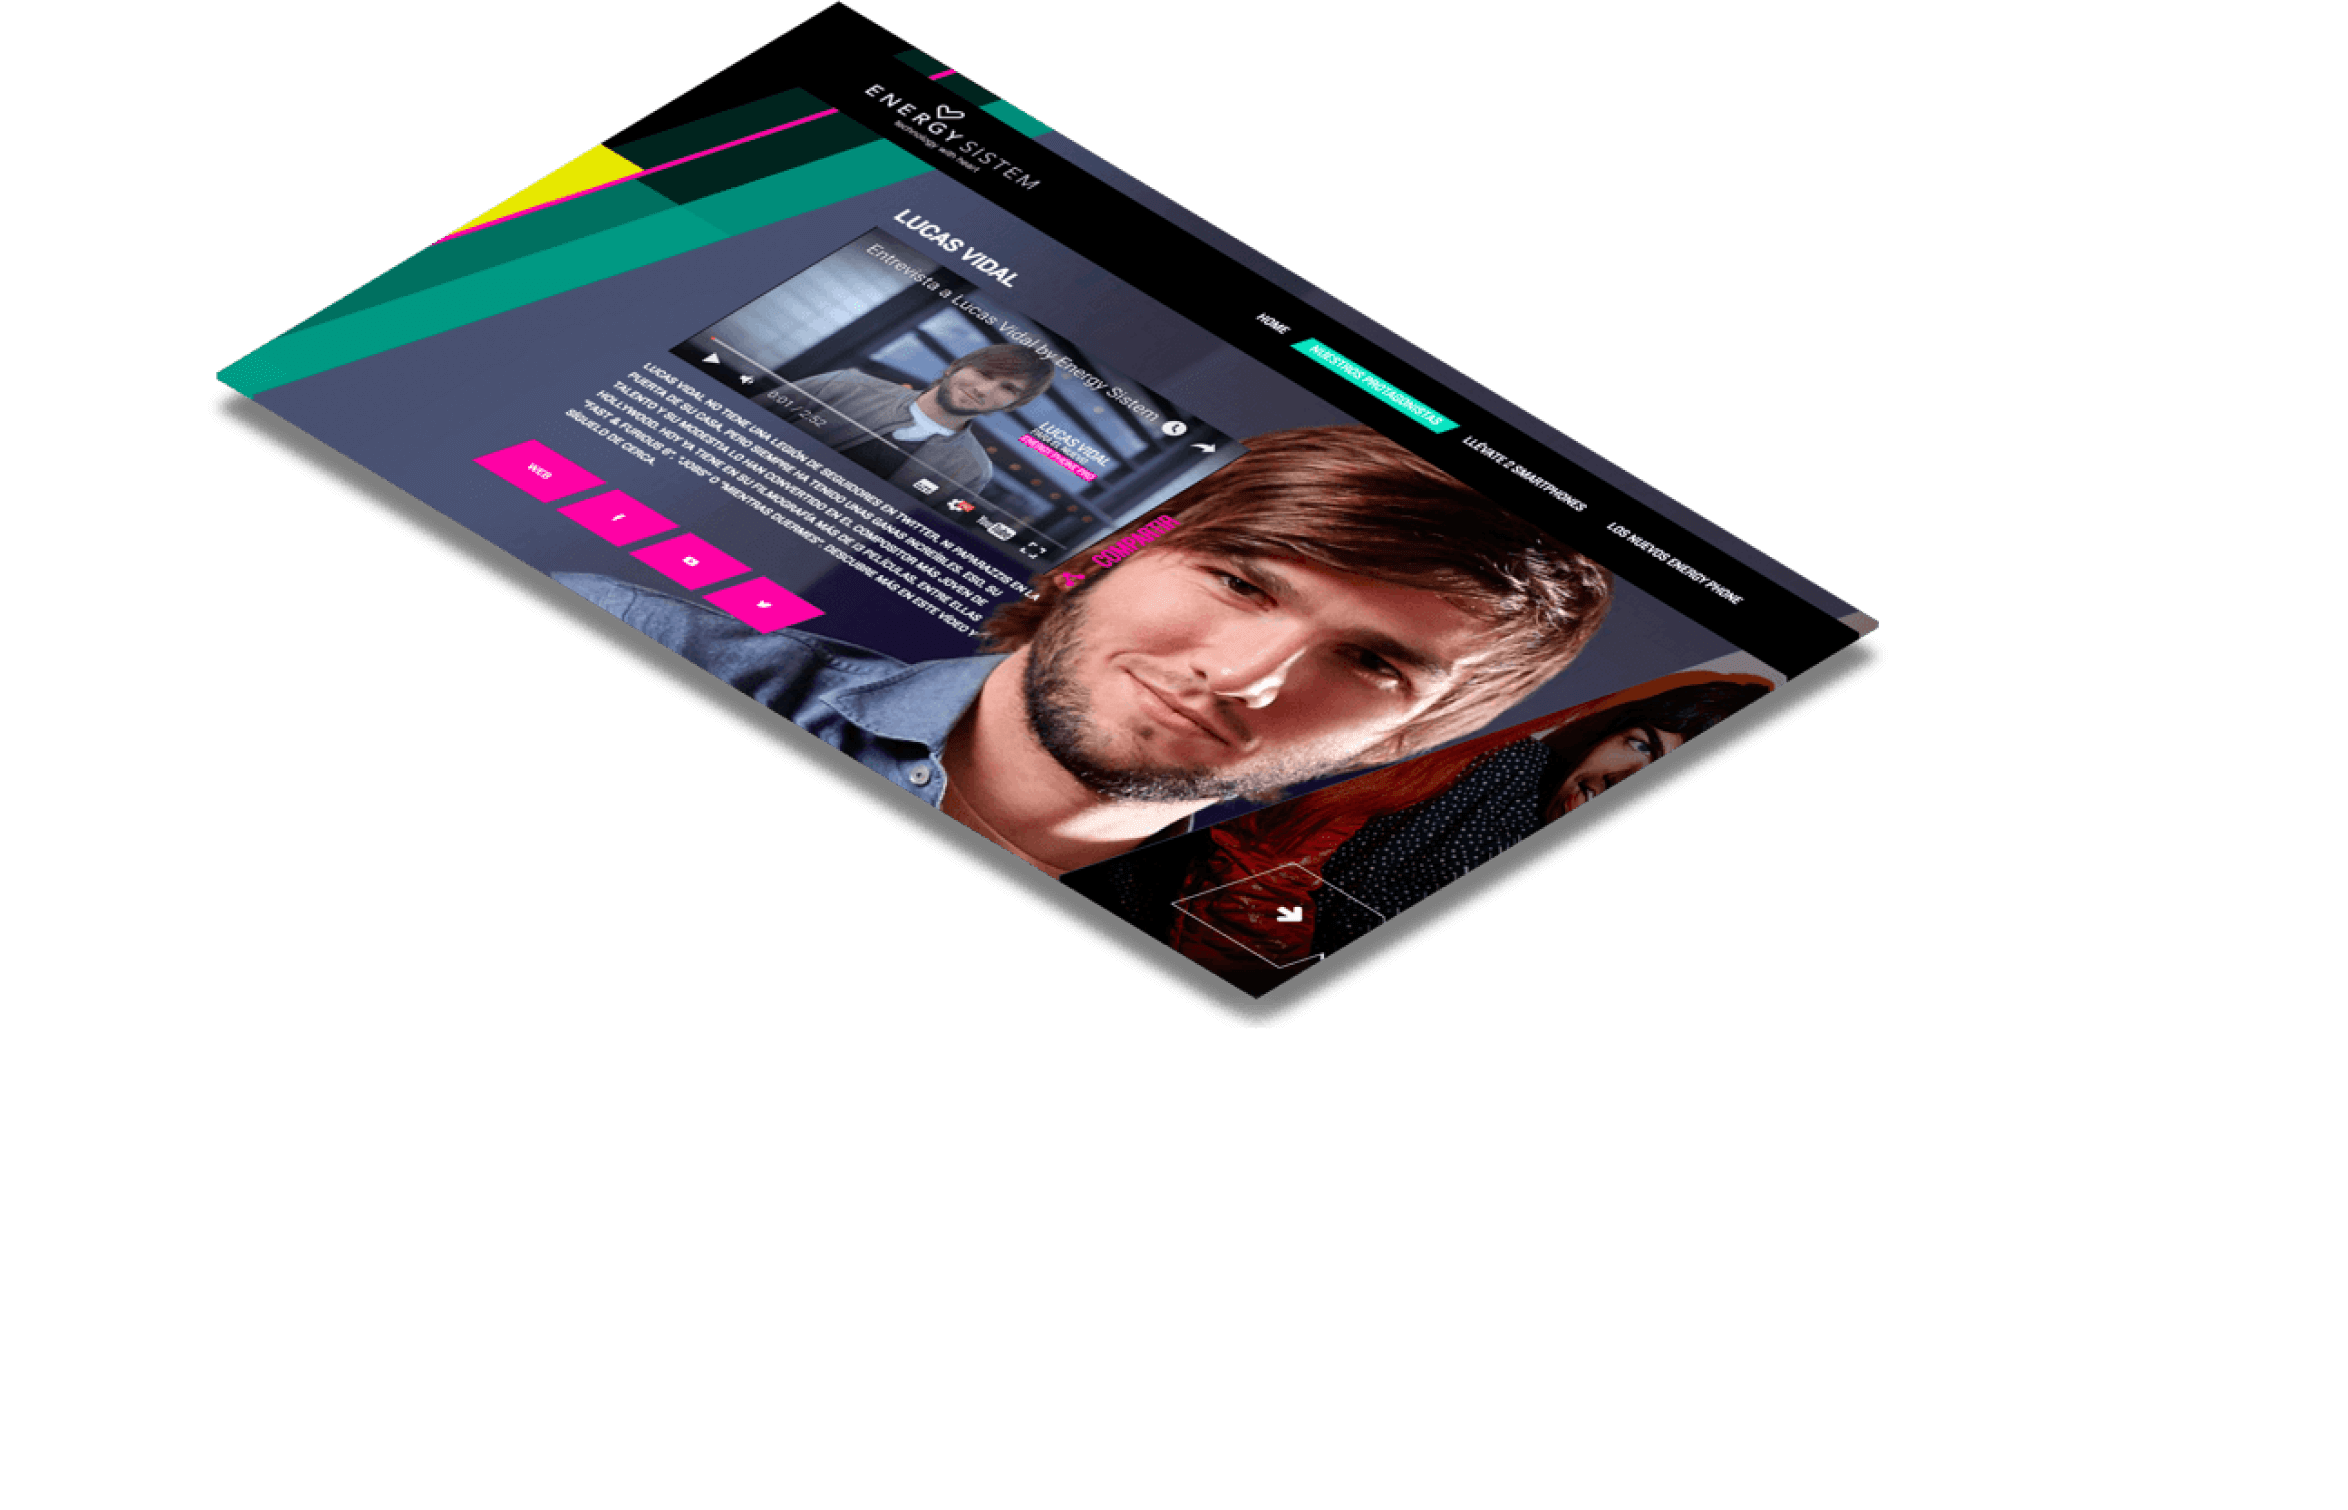 ENERGY SISTEM
technology with heart
HOME
NUESTROS PROTAGONISTAS
LLÉVATE 2 SMARTPHONES
LOS NUEVOS ENERGY PHONE
LUCAS VIDAL
Entrevista a Lucas Vidal by Energy Sistem
LUCAS VIDAL
PARA EL NUEVO
ENERGY PHONE PRO
0:01 / 2:52
YouTube
COMPARTIR
LUCAS VIDAL NO TIENE UNA LEGIÓN DE SEGUIDORES EN TWITTER, NI PAPARAZZIS EN LA
PUERTA DE SU CASA, PERO SIEMPRE HA TENIDO UNAS GANAS INCREÍBLES. ESO, SU
TALENTO Y SU MODESTIA LO HAN CONVERTIDO EN EL COMPOSITOR MÁS JOVEN DE
HOLLYWOOD. HOY YA TIENE EN SU FILMOGRAFÍA MÁS DE 13 PELÍCULAS, ENTRE ELLAS
"FAST & FURIOUS 6", "JOBS" O "MIENTRAS DUERMES". DESCUBRE MÁS EN ESTE VÍDEO Y
SÍGUELO DE CERCA.
WEB